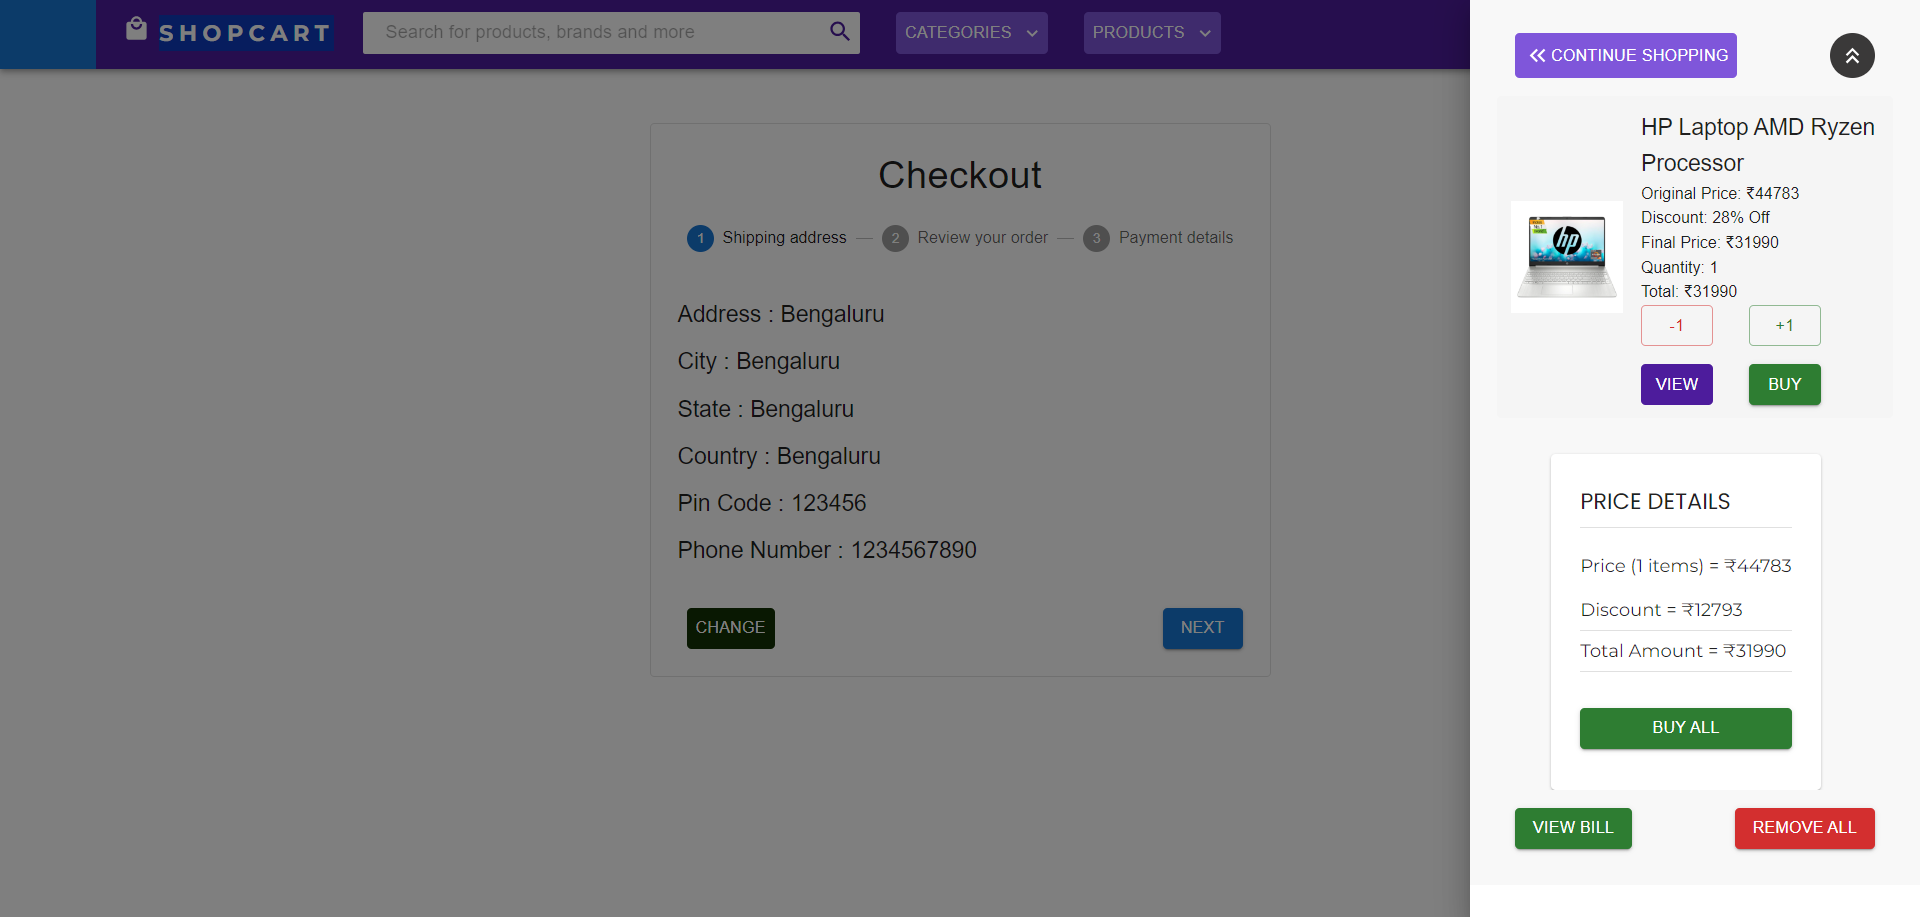 SHOPCART
Search for products, brands and more
CATEGORIES
PRODUCTS
Checkout
1 Shipping address
2 Review your order
3 Payment details
Address : Bengaluru
City : Bengaluru
State : Bengaluru
Country : Bengaluru
Pin Code : 123456
Phone Number : 1234567890
CHANGE
NEXT
CONTINUE SHOPPING
hp
HP Laptop AMD Ryzen
Processor
Original Price: ₹44783
Discount: 28% Off
Final Price: ₹31990
Quantity: 1
Total: ₹31990
-1
+1
VIEW
BUY
PRICE DETAILS
Price (1 items) = ₹44783
Discount = ₹12793
Total Amount = ₹31990
BUY ALL
VIEW BILL
REMOVE ALL